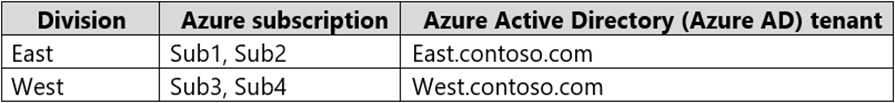 Division Azure subscription Azure Active Directory (Azure AD) tenant
East Sub1, Sub2 East.contoso.com
West Sub3, Sub4 West.contoso.com